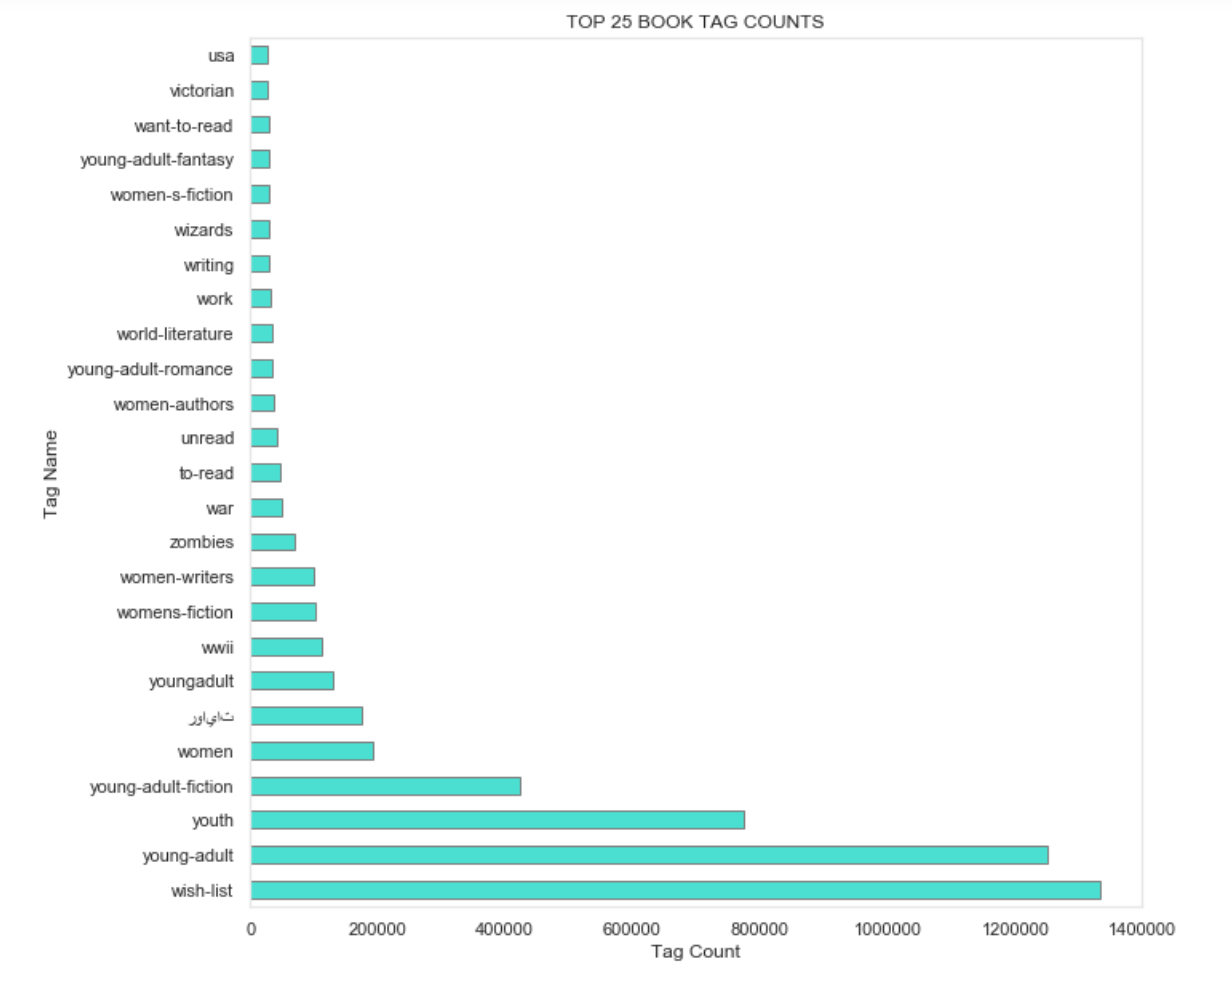 TOP 25 BOOK TAG COUNTS
usa
victorian
want-to-read
young-adult-fantasy
women-s-fiction
wizards
writing
work
world-literature
young-adult-romance
women-authors
unread
to-read
war
zombies
women-writers
womens-fiction
wwii
youngadult
روايات
women
young-adult-fiction
youth
young-adult
wish-list
Tag Name
0 200000 400000 600000 800000 1000000 1200000 1400000
Tag Count